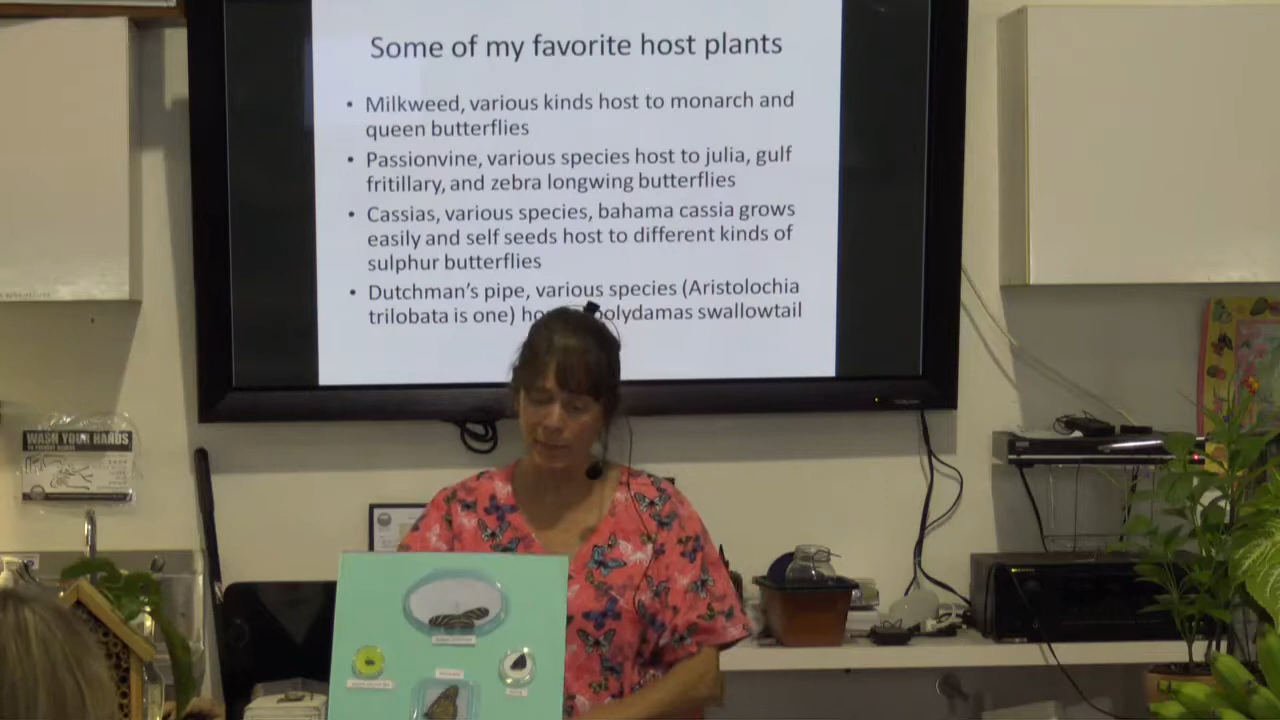 Some of my favorite host plants
• Milkweed, various kinds host to monarch and
queen butterflies
• Passionvine, various species host to julia, gulf
fritillary, and zebra longwing butterflies
• Cassias, various species, bahama cassia grows
easily and self seeds host to different kinds of
sulphur butterflies
• Dutchman's pipe, various species (Aristolochia
trilobata is one) polydamas swallowtail
WASH YOUR HANDS